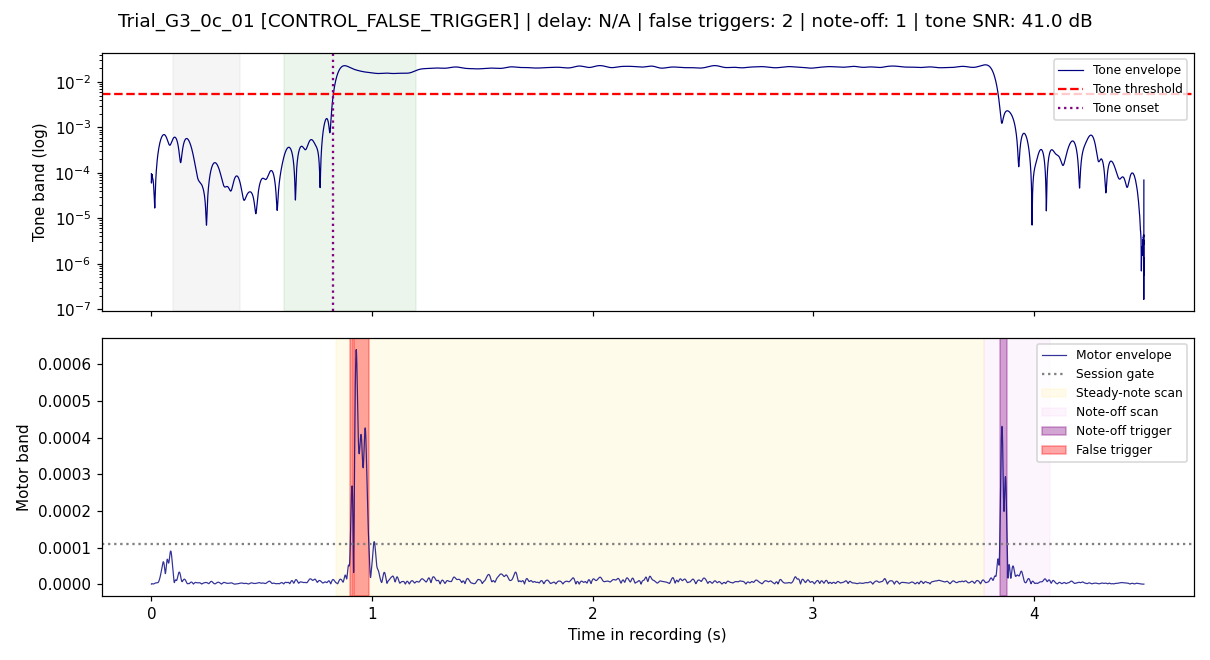 Trial_G3_0c_01 [CONTROL_FALSE_TRIGGER] | delay: N/A | false triggers: 2 | note-off: 1 | tone SNR: 41.0 dB
Tone band (log)
10⁻²
10⁻³
10⁻⁴
10⁻⁵
10⁻⁶
10⁻⁷
Tone envelope
Tone threshold
Tone onset
Motor band
0.0006
0.0005
0.0004
0.0003
0.0002
0.0001
0.0000
Motor envelope
Session gate
Steady-note scan
Note-off scan
Note-off trigger
False trigger
0 1 2 3 4
Time in recording (s)